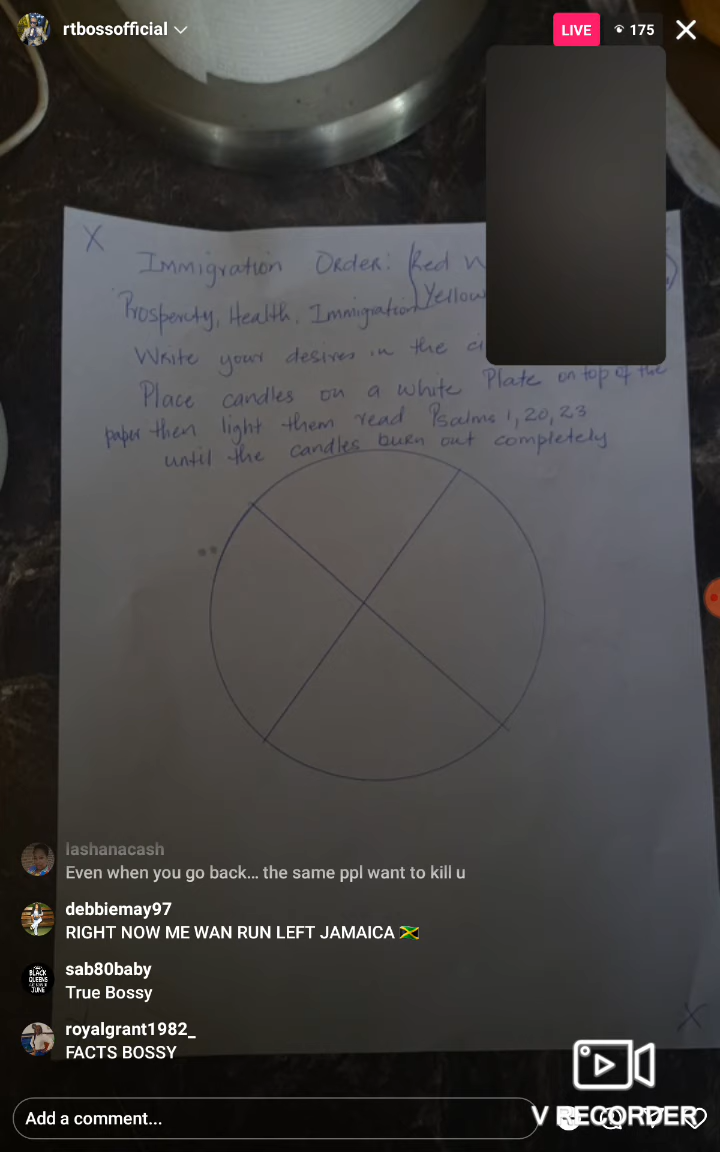 rtbossofficial
LIVE
175
X X
Immigration Order: Red
Prosperity, Health, Immigration Yellow
Write your desires in the
Place candles on a white Plate on top of the
paper then light them read Psalms 1, 20, 23
until the candles burn out completely
lashanacash
Even when you go back... the same ppl want to kill u
debbiemay97
RIGHT NOW ME WAN RUN LEFT JAMAICA 🇯🇲
sab80baby
True Bossy
royalgrant1982_
FACTS BOSSY
X
Add a comment...
V RECORDER